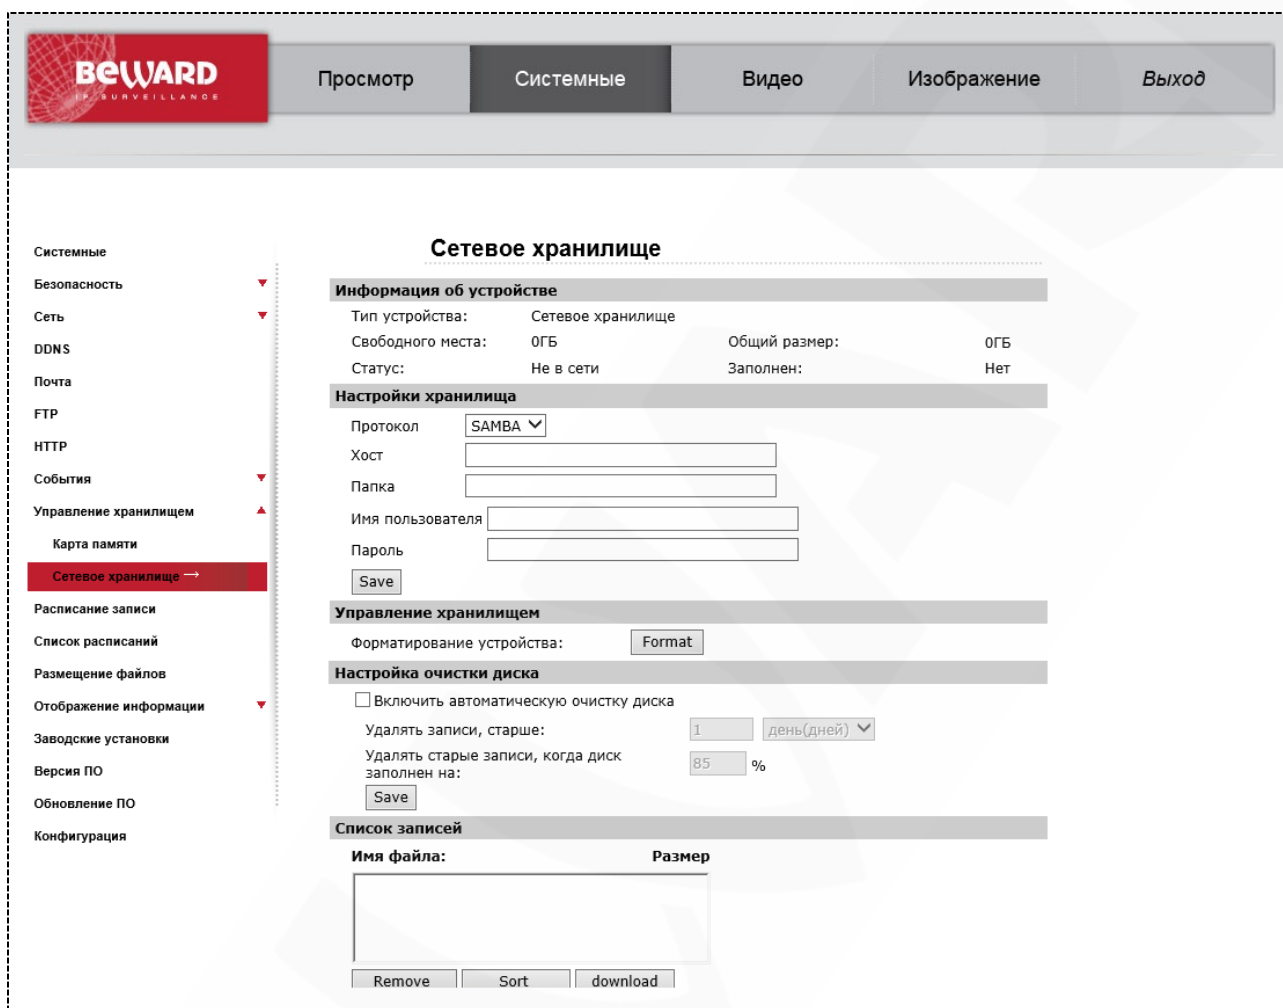 BEWARD
IP SURVEILLANCE
Просмотр
Системные
Видео
Изображение
Выход
Системные
Безопасность
Сеть
DDNS
Почта
FTP
HTTP
События
Управление хранилищем
Карта памяти
Сетевое хранилище →
Расписание записи
Список расписаний
Размещение файлов
Отображение информации
Заводские установки
Версия ПО
Обновление ПО
Конфигурация
Сетевое хранилище
Информация об устройстве
Тип устройства: Сетевое хранилище
Свободного места: 0ГБ Общий размер: 0ГБ
Статус: Не в сети Заполнен: Нет
Настройки хранилища
Протокол SAMBA
Хост
Папка
Имя пользователя
Пароль
Save
Управление хранилищем
Форматирование устройства: Format
Настройка очистки диска
Включить автоматическую очистку диска
Удалять записи, старше: 1 день(дней)
Удалять старые записи, когда диск
заполнен на: 85 %
Save
Список записей
Имя файла: Размер
Remove Sort download